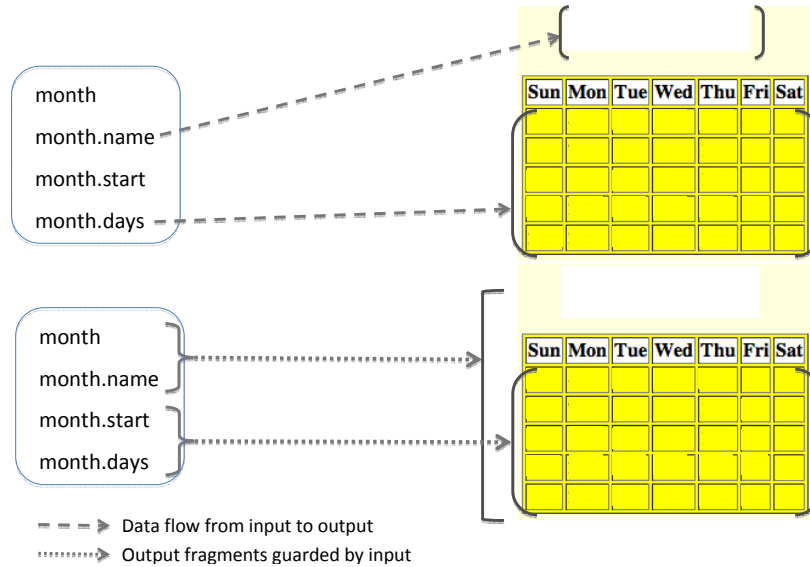 month
month.name
month.start
month.days
Sun Mon Tue Wed Thu Fri Sat
month
month.name
month.start
month.days
Sun Mon Tue Wed Thu Fri Sat
Data flow from input to output
Output fragments guarded by input